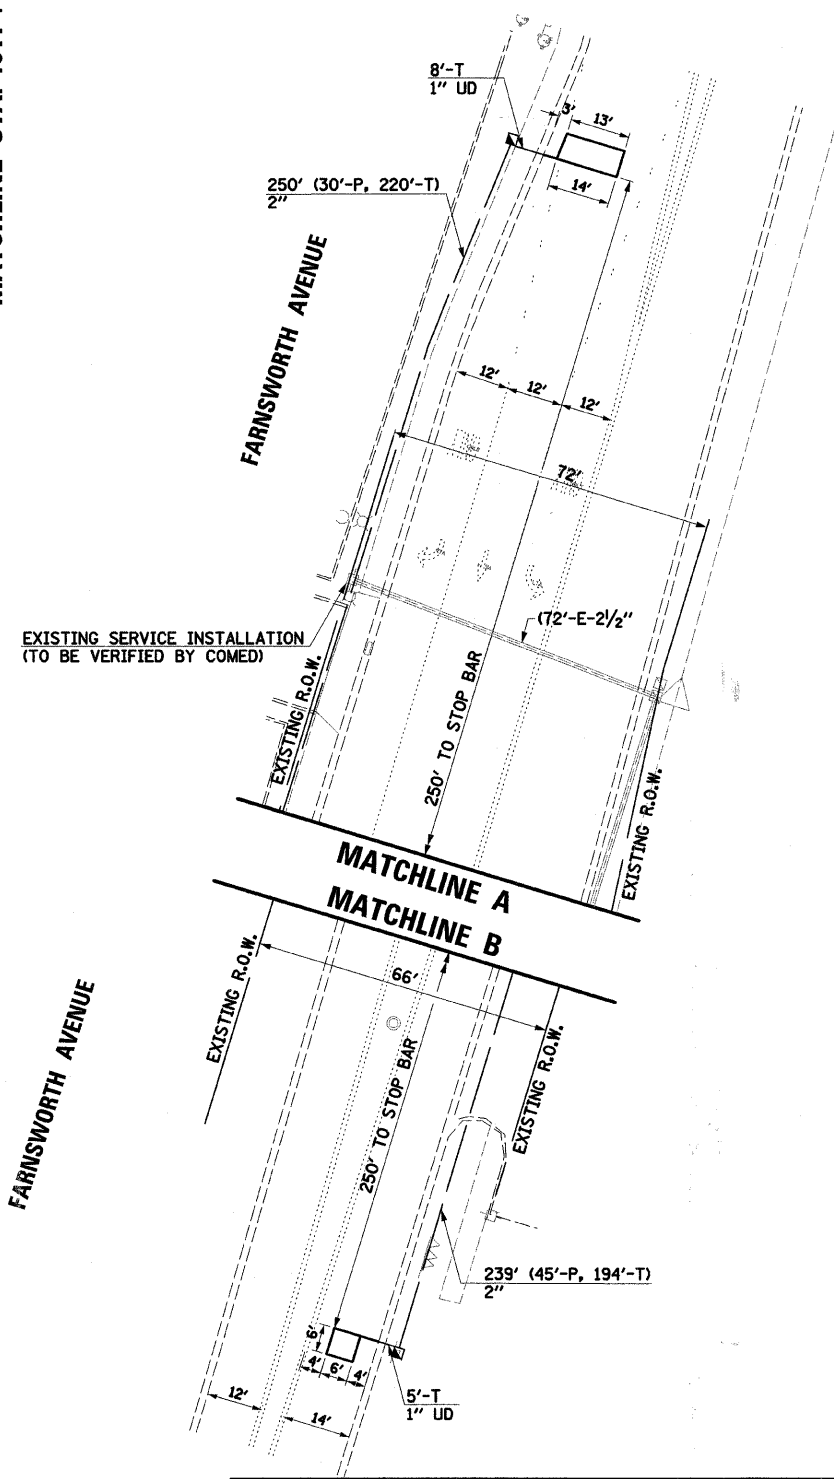 8'-T
1" UD
3'
13'
14'
250' (30'-P, 220'-T)
2"
FARNSWORTH AVENUE
12'
12'
12'
72'
(72'-E-2½"
EXISTING SERVICE INSTALLATION
(TO BE VERIFIED BY COMED)
EXISTING R.O.W.
250' TO STOP BAR
EXISTING R.O.W.
MATCHLINE A
MATCHLINE B
66'
EXISTING R.O.W.
EXISTING R.O.W.
FARNSWORTH AVENUE
250' TO STOP BAR
239' (45'-P, 194'-T)
2"
6'
4'
6'
4'
5'-T
1" UD
12'
14'